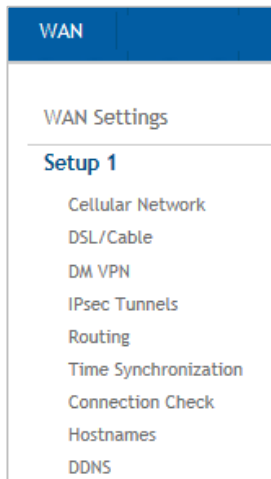 WAN
WAN Settings
Setup 1
Cellular Network
DSL/Cable
DM VPN
IPsec Tunnels
Routing
Time Synchronization
Connection Check
Hostnames
DDNS